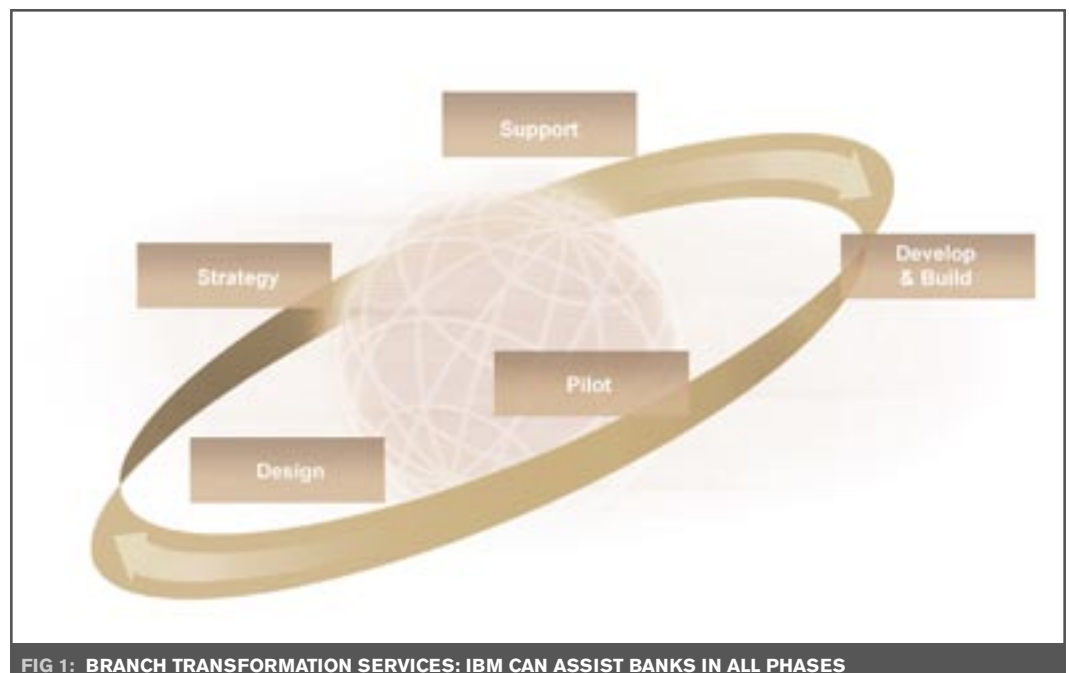 Support
Strategy
Develop
& Build
Pilot
Design
FIG 1: BRANCH TRANSFORMATION SERVICES: IBM CAN ASSIST BANKS IN ALL PHASES